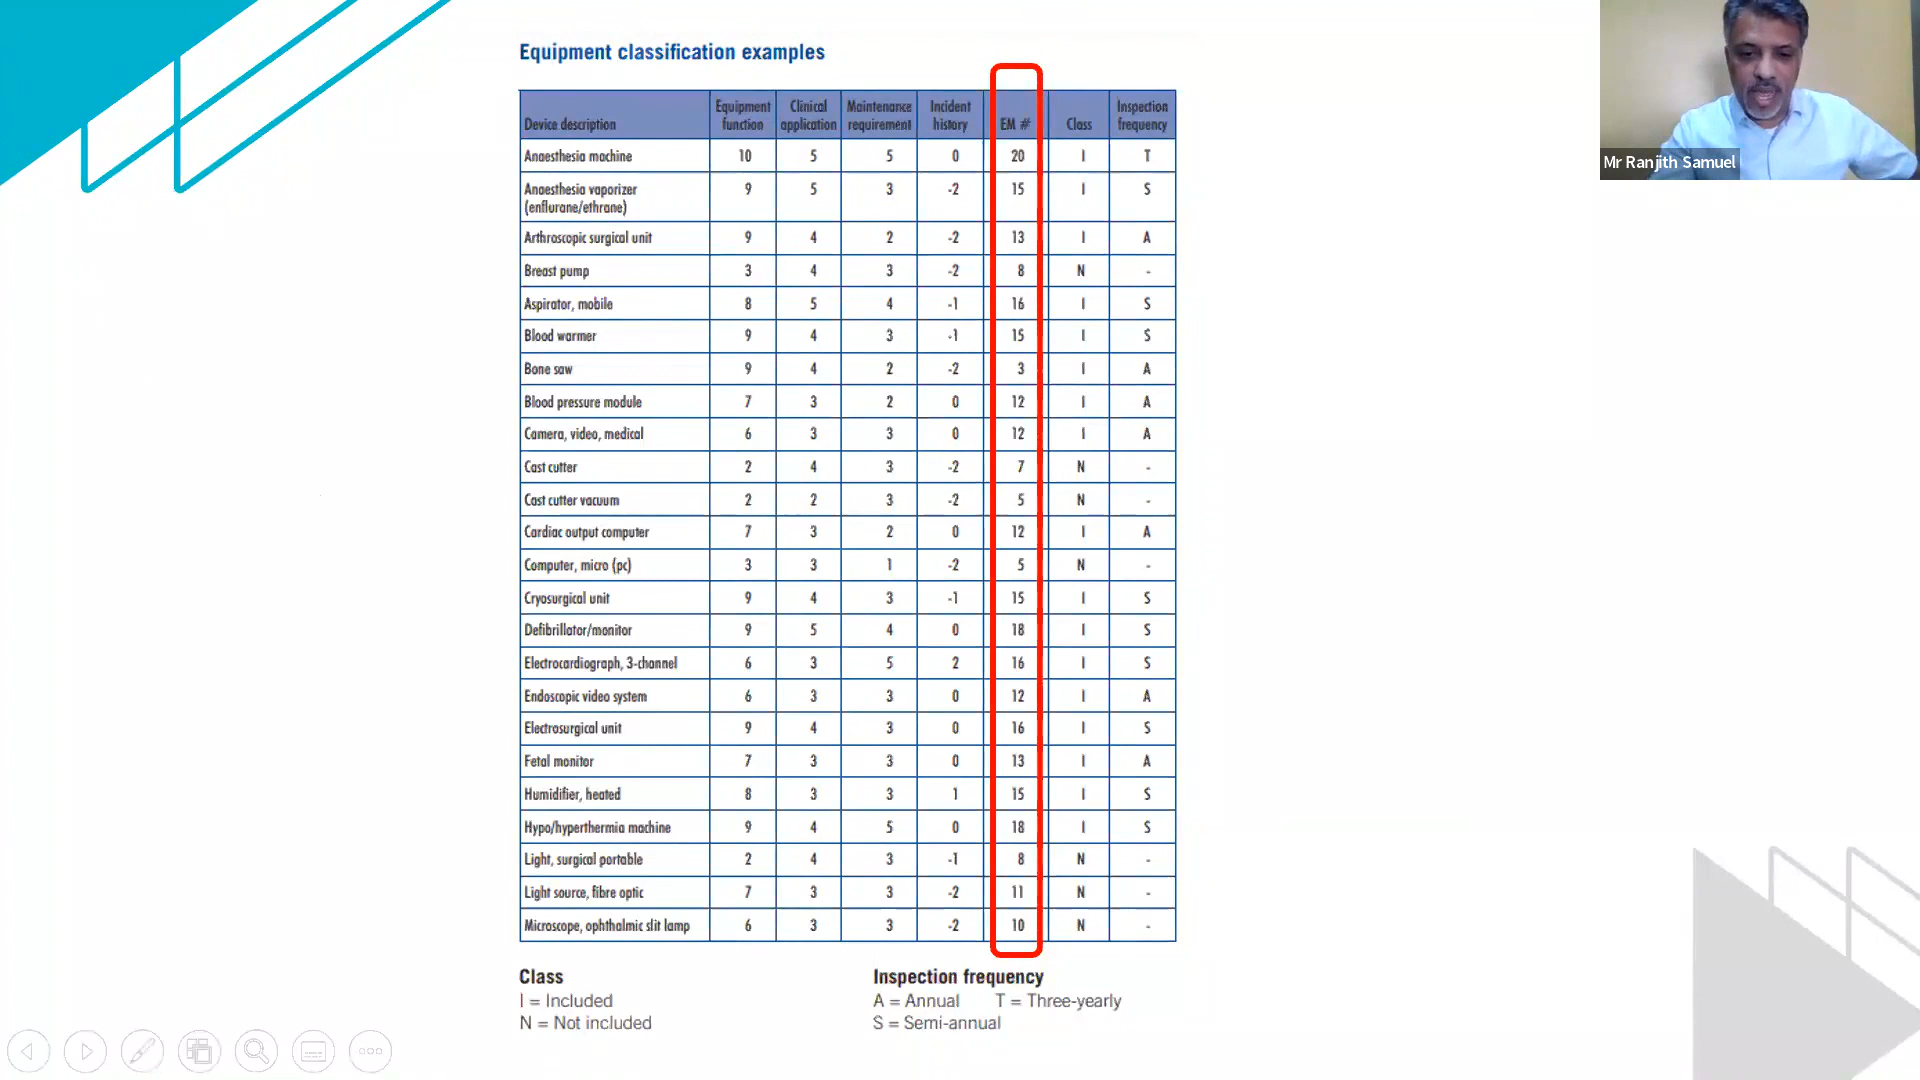 Equipment classification examples
Device description Equipment function Clinical application Maintenance requirement Incident history EM # Class Inspection frequency
Anaesthesia machine 10 5 5 0 20 I T
Anaesthesia vaporizer (enflurane/ethrane) 9 5 3 -2 15 I S
Arthroscopic surgical unit 9 4 2 -2 13 I A
Breast pump 3 4 3 -2 8 N -
Aspirator, mobile 8 5 4 -1 16 I S
Blood warmer 9 4 3 -1 15 I S
Bone saw 9 4 2 -2 3 I A
Blood pressure module 7 3 2 0 12 I A
Camera, video, medical 6 3 3 0 12 I A
Cast cutter 2 4 3 -2 7 N -
Cast cutter vacuum 2 2 3 -2 5 N -
Cardiac output computer 7 3 2 0 12 I A
Computer, micro (pc) 3 3 1 -2 5 N -
Cryosurgical unit 9 4 3 -1 15 I S
Defibrillator/monitor 9 5 4 0 18 I S
Electrocardiograph, 3-channel 6 3 5 2 16 I S
Endoscopic video system 6 3 3 0 12 I A
Electrosurgical unit 9 4 3 0 16 I S
Fetal monitor 7 3 3 0 13 I A
Humidifier, heated 8 3 3 1 15 I S
Hypo/hyperthermia machine 9 4 5 0 18 I S
Light, surgical portable 2 4 3 -1 8 N -
Light source, fibre optic 7 3 3 -2 11 N -
Microscope, ophthalmic slit lamp 6 3 3 -2 10 N -
Class
I = Included
N = Not included
Inspection frequency
A = Annual T = Three-yearly
S = Semi-annual
Mr Ranjith Samuel